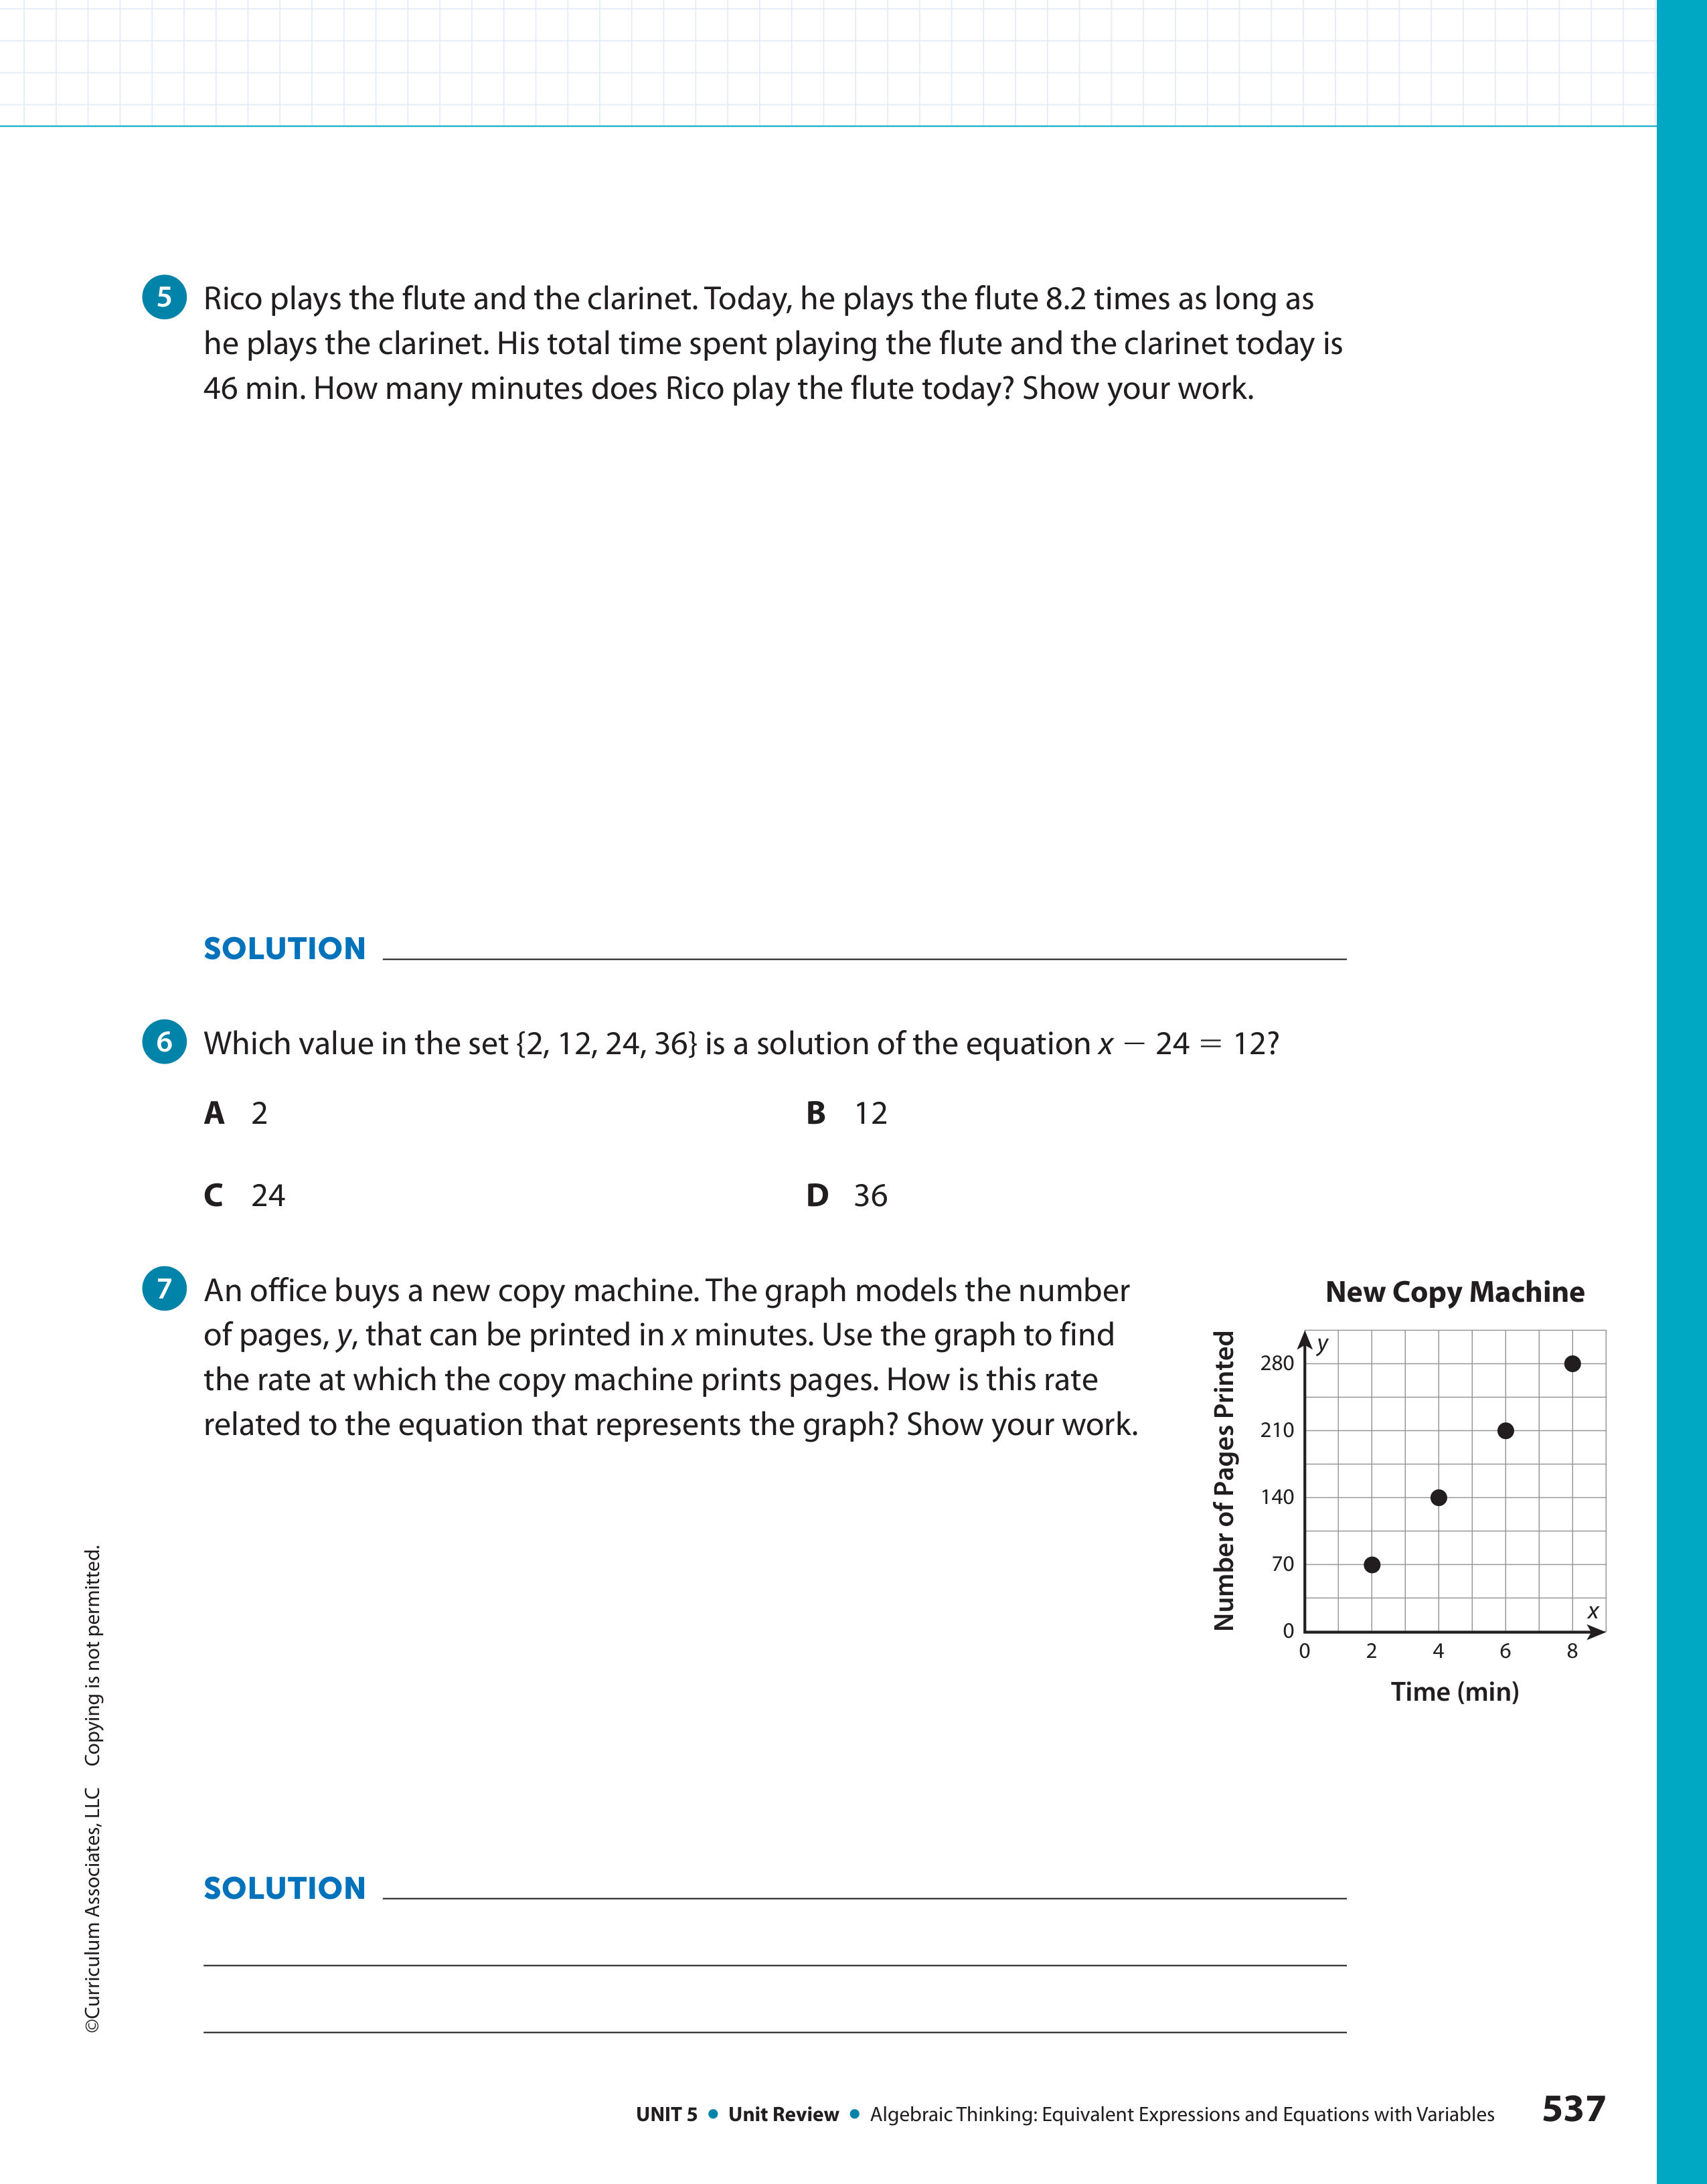 5 Rico plays the flute and the clarinet. Today, he plays the flute 8.2 times as long as
he plays the clarinet. His total time spent playing the flute and the clarinet today is
46 min. How many minutes does Rico play the flute today? Show your work.
SOLUTION
6 Which value in the set {2, 12, 24, 36} is a solution of the equation x − 24 = 12?
A 2 B 12
C 24 D 36
7 An office buys a new copy machine. The graph models the number
of pages, y, that can be printed in x minutes. Use the graph to find
the rate at which the copy machine prints pages. How is this rate
related to the equation that represents the graph? Show your work.
New Copy Machine
Number of Pages Printed
y
280
210
140
70
0
x
0 2 4 6 8
Time (min)
SOLUTION
©Curriculum Associates, LLC Copying is not permitted.
UNIT 5 • Unit Review • Algebraic Thinking: Equivalent Expressions and Equations with Variables 537